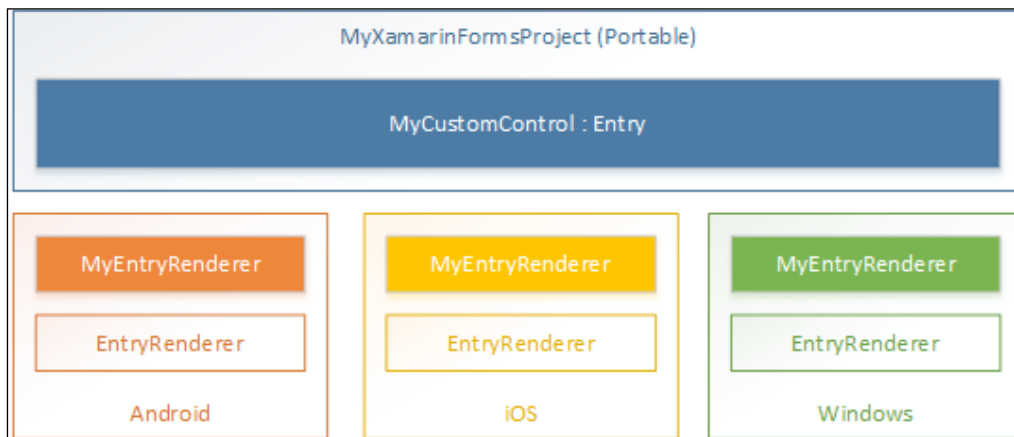 MyXamarinFormsProject (Portable)
MyCustomControl : Entry
MyEntryRenderer
EntryRenderer
Android
MyEntryRenderer
EntryRenderer
iOS
MyEntryRenderer
EntryRenderer
Windows